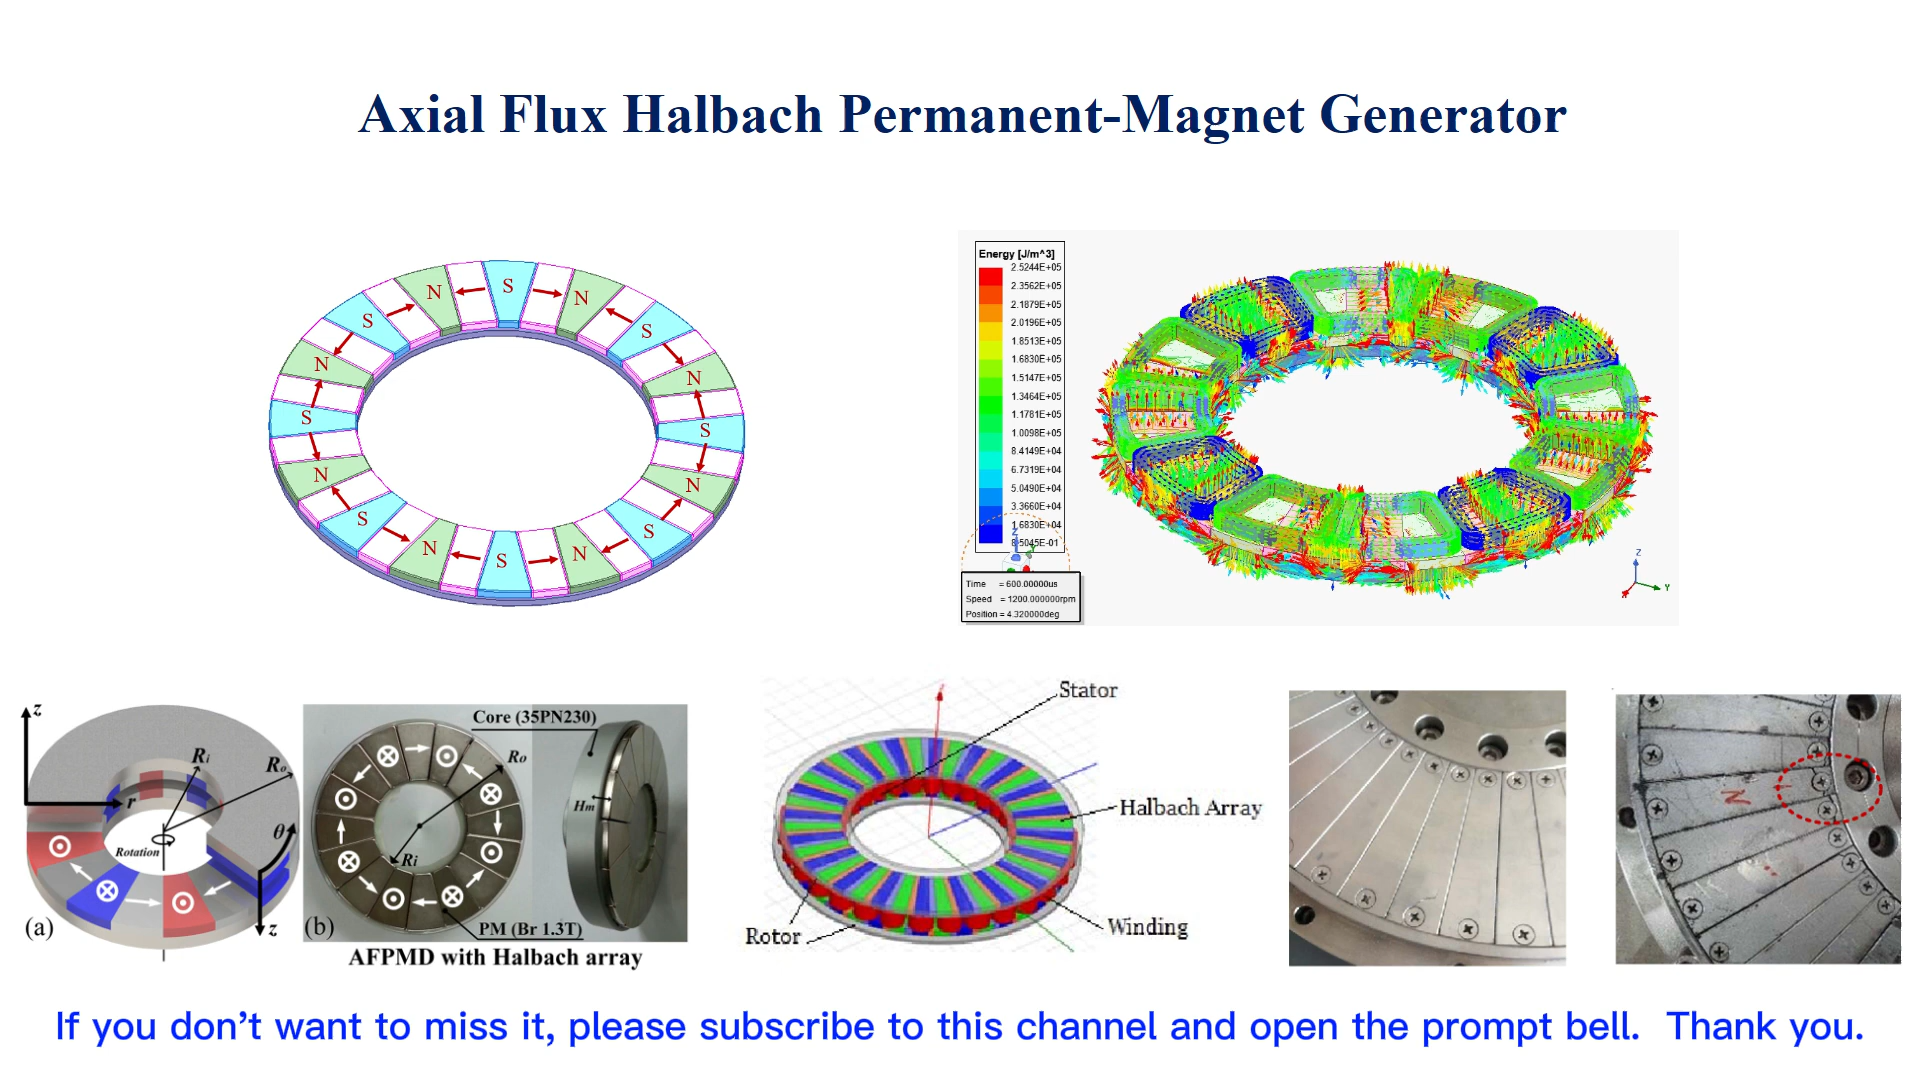 Axial Flux Halbach Permanent-Magnet Generator
S
N
N
S
S
N
N
S
S
N
N
S
S
N
N
S
N
S
N
S
Energy [J/m^3]
2.5244E+05
2.3562E+05
2.1879E+05
2.0196E+05
1.8513E+05
1.6830E+05
1.5147E+05
1.3464E+05
1.1781E+05
1.0098E+05
8.4149E+04
6.7319E+04
5.0490E+04
3.3660E+04
1.6830E+04
8.5045E-01
Z
Time = 600.00000us
Speed = 1200.000000rpm
Position = 4.320000deg
Z
Y
X
z
Ri
Ro
r
θ
Rotation
z
(a)
Core (35PN230)
Ro
Hm
Ri
(b)
PM (Br 1.3T)
AFPMD with Halbach array
Stator
Halbach Array
Winding
Rotor
N
If you don't want to miss it, please subscribe to this channel and open the prompt bell. Thank you.